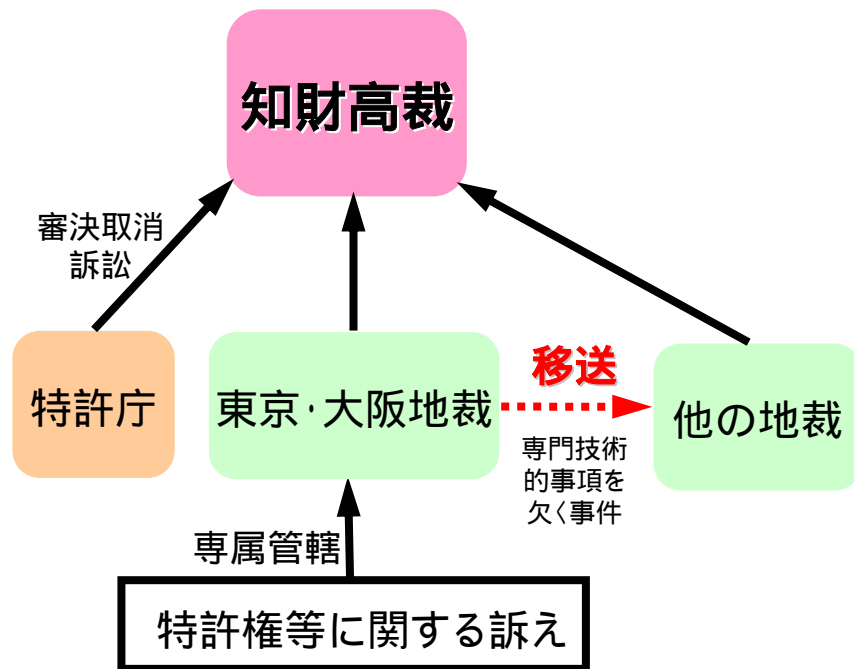 知財高裁
審決取消
訴訟
特許庁
東京・大阪地裁
移送
専門技術
的事項を
欠く事件
他の地裁
専属管轄
特許権等に関する訴え